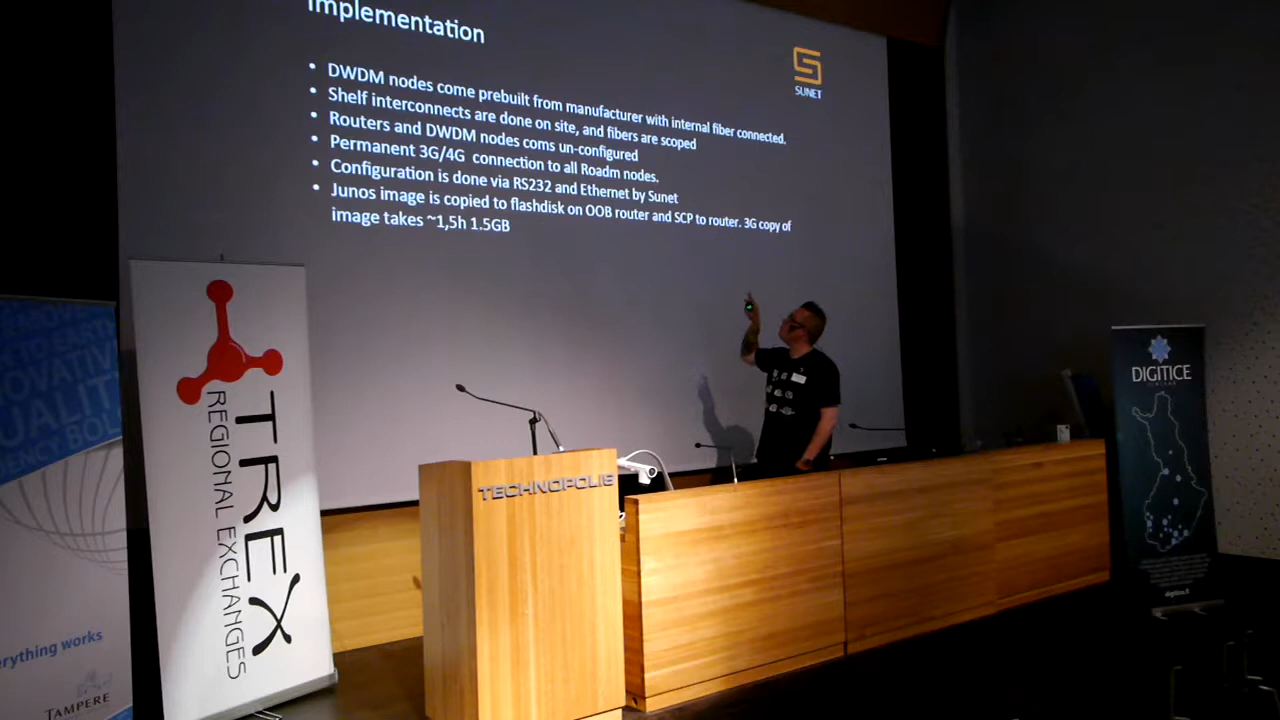 Implementation
• DWDM nodes come prebuilt from manufacturer with internal fiber connected.
• Shelf interconnects are done on site, and fibers are scoped
• Routers and DWDM nodes coms un-configured
• Permanent 3G/4G connection to all Roadm nodes.
• Configuration is done via RS232 and Ethernet by Sunet
• Junos image is copied to flashdisk on OOB router and SCP to router. 3G copy of
image takes ~1,5h 1.5GB
SUNET
TREX
REGIONAL EXCHANGES
TECHNOPOLIS
DIGITICE
digitice.fi
erything works
TAMPERE